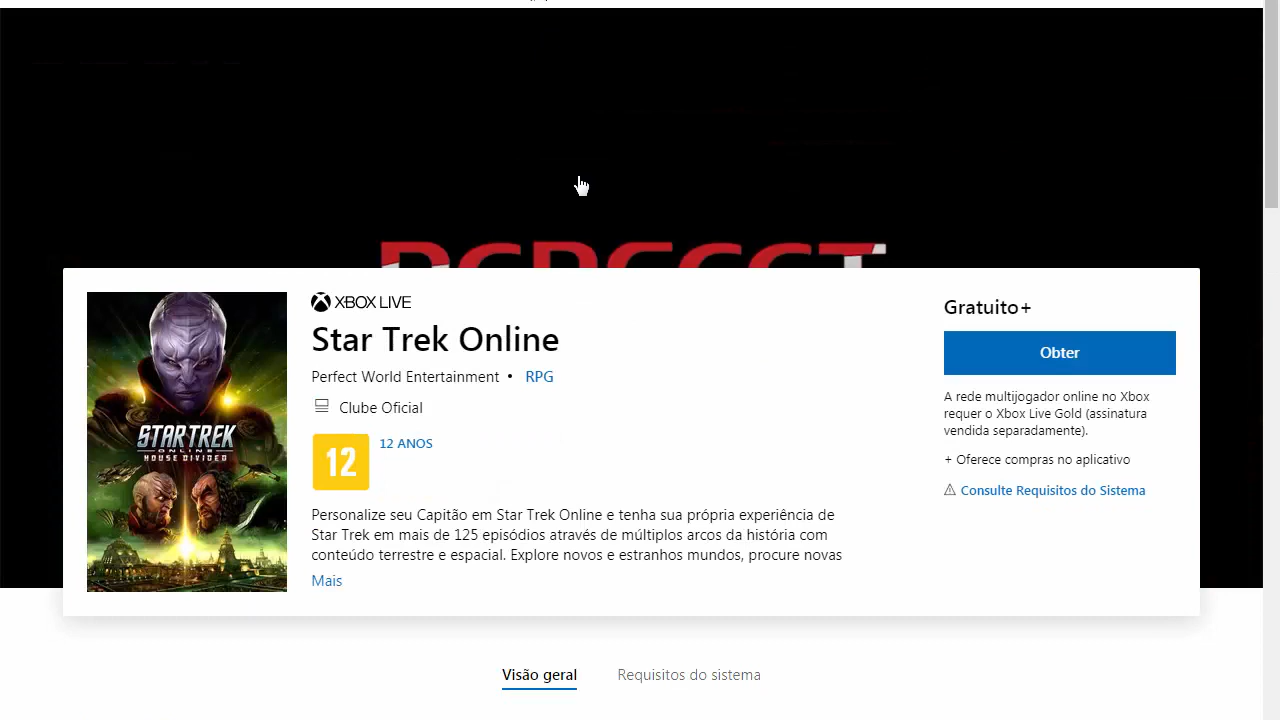 PERFECT
XBOX LIVE
Star Trek Online
Perfect World Entertainment • RPG
Clube Oficial
12
12 ANOS
Personalize seu Capitão em Star Trek Online e tenha sua própria experiência de
Star Trek em mais de 125 episódios através de múltiplos arcos da história com
conteúdo terrestre e espacial. Explore novos e estranhos mundos, procure novas
Mais
STAR TREK
ONLINE
HOUSE DIVIDED
Gratuito+
Obter
A rede multijogador online no Xbox
requer o Xbox Live Gold (assinatura
vendida separadamente).
+ Oferece compras no aplicativo
Consulte Requisitos do Sistema
Visão geral
Requisitos do sistema